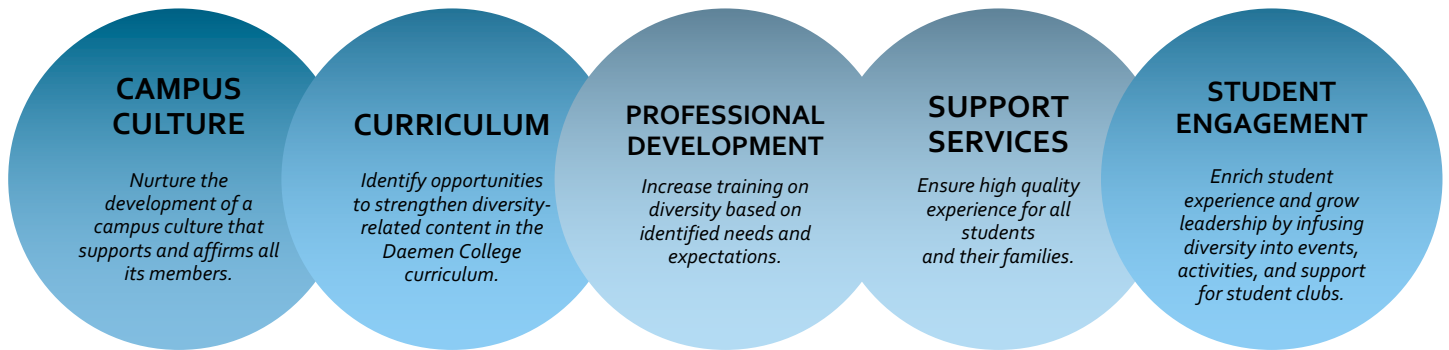 CAMPUS
CULTURE
Nurture the
development of a
campus culture that
supports and affirms all
its members.
CURRICULUM
Identify opportunities
to strengthen diversity-
related content in the
Daemen College
curriculum.
PROFESSIONAL
DEVELOPMENT
Increase training on
diversity based on
identified needs and
expectations.
SUPPORT
SERVICES
Ensure high quality
experience for all
students
and their families.
STUDENT
ENGAGEMENT
Enrich student
experience and grow
leadership by infusing
diversity into events,
activities, and support
for student clubs.